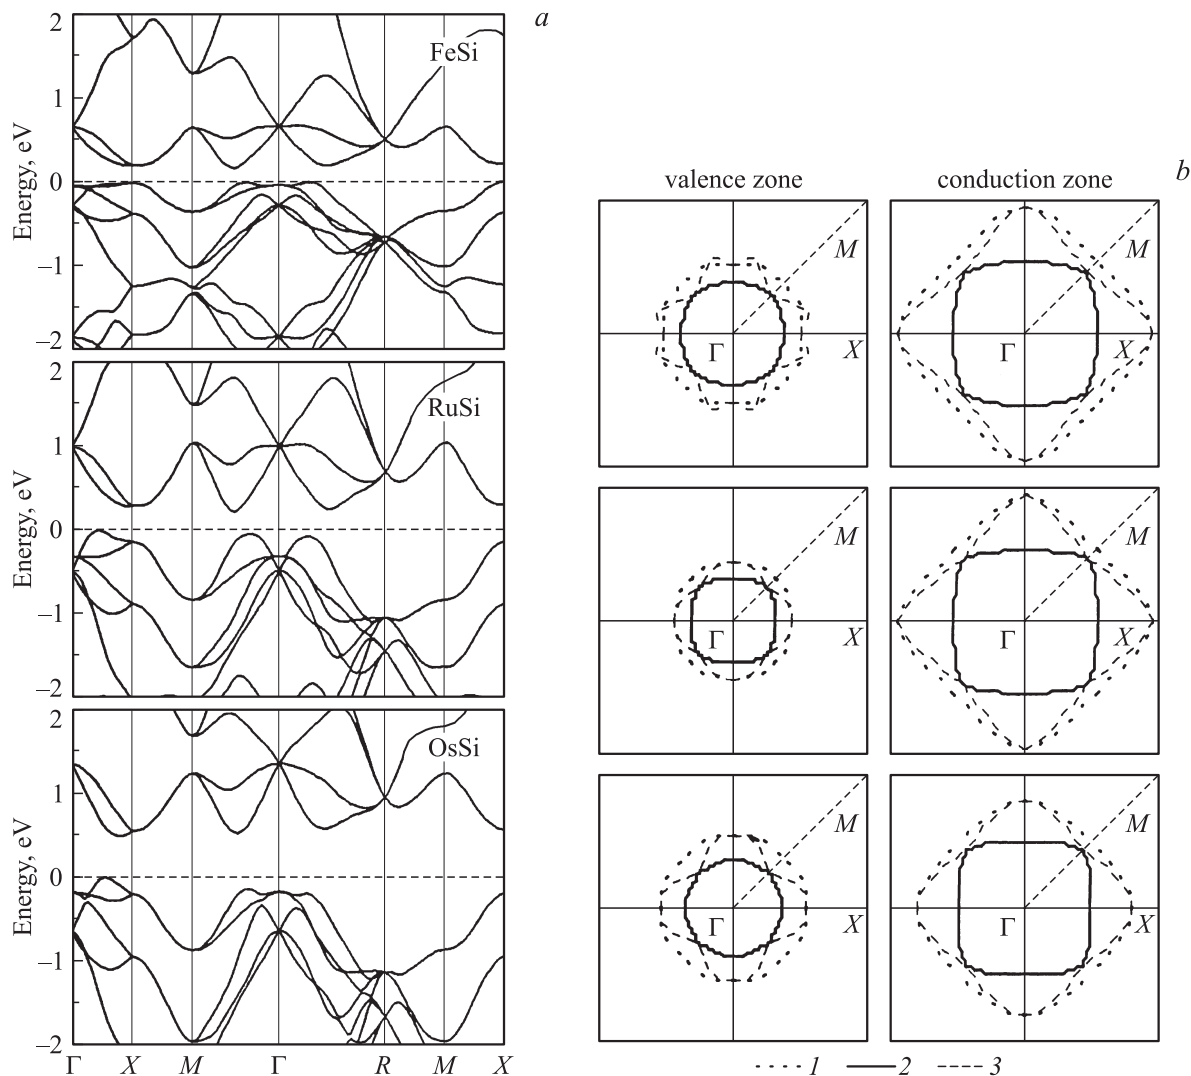 a
2
FeSi
1
0
−1
−2
Energy, eV
2
RuSi
1
0
−1
−2
Energy, eV
2
OsSi
1
0
−1
−2
Energy, eV
Γ X M Γ R M X
b
valence zone conduction zone
M M
Γ X Γ X
M M
Γ X Γ X
M M
Γ X Γ X
1 2 3